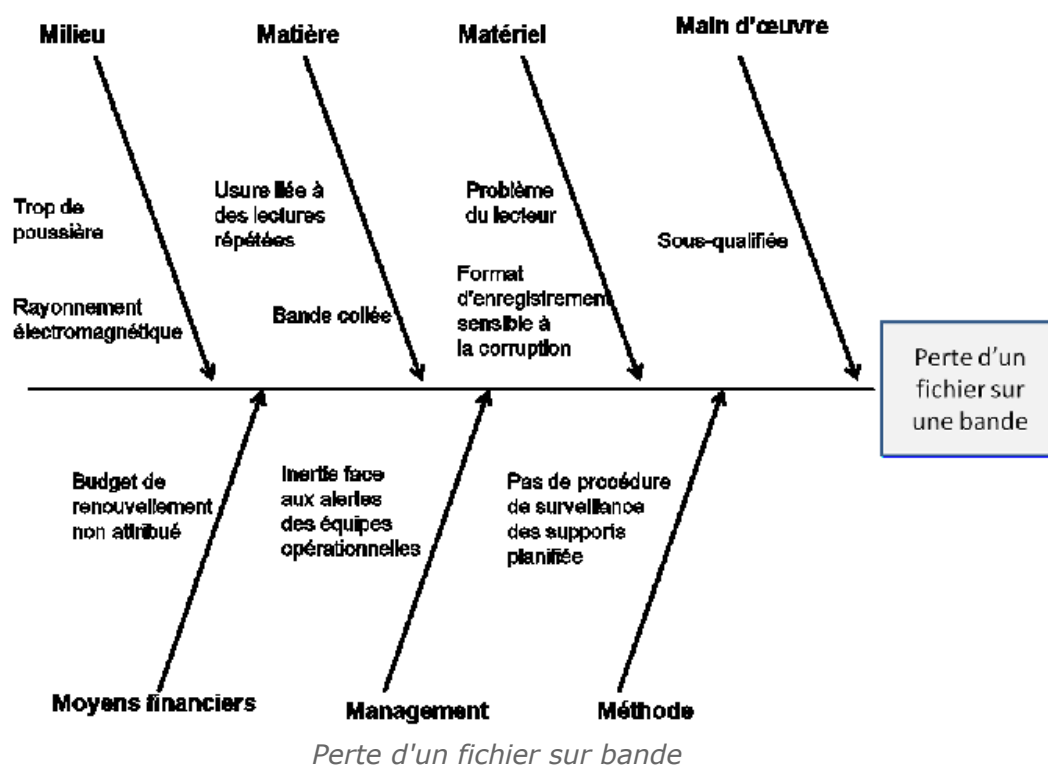 Milieu
Matière
Matériel
Main d'œuvre
Trop de
poussière
Rayonnement
électromagnétique
Usure liée à
des lectures
répétées
Bande collée
Problème
du lecteur
Format
d'enregistrement
sensible à
la corruption
Sous-qualifiée
Perte d'un
fichier sur
une bande
Budget de
renouvellement
non attribué
Inertie face
aux alertes
des équipes
opérationnelles
Pas de procédure
de surveillance
des supports
planifiée
Moyens financiers
Management
Méthode
Perte d'un fichier sur bande